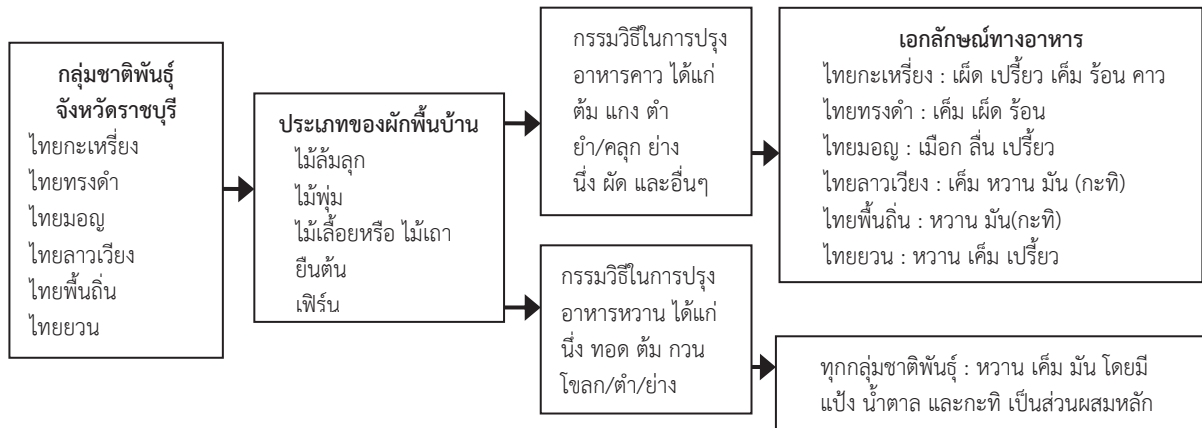 กลุ่มชาติพันธุ์
จังหวัดราชบุรี
ไทยกะเหรี่ยง
ไทยทรงดำ
ไทยมอญ
ไทยลาวเวียง
ไทยพื้นถิ่น
ไทยยวน
ประเภทของผักพื้นบ้าน
ไม้ล้มลุก
ไม้พุ่ม
ไม้เลื้อยหรือ ไม้เถา
ยืนต้น
เฟิร์น
กรรมวิธีในการปรุง
อาหารคาว ได้แก่
ต้ม แกง ตำ
ยำ/คลุก ย่าง
นึ่ง ผัด และอื่นๆ
กรรมวิธีในการปรุง
อาหารหวาน ได้แก่
นึ่ง ทอด ต้ม กวน
โขลก/ตำ/ย่าง
เอกลักษณ์ทางอาหาร
ไทยกะเหรี่ยง : เผ็ด เปรี้ยว เค็ม ร้อน คาว
ไทยทรงดำ : เค็ม เผ็ด ร้อน
ไทยมอญ : เมือก ลื่น เปรี้ยว
ไทยลาวเวียง : เค็ม หวาน มัน (กะทิ)
ไทยพื้นถิ่น : หวาน มัน(กะทิ)
ไทยยวน : หวาน เค็ม เปรี้ยว
ทุกกลุ่มชาติพันธุ์ : หวาน เค็ม มัน โดยมี
แป้ง น้ำตาล และกะทิ เป็นส่วนผสมหลัก